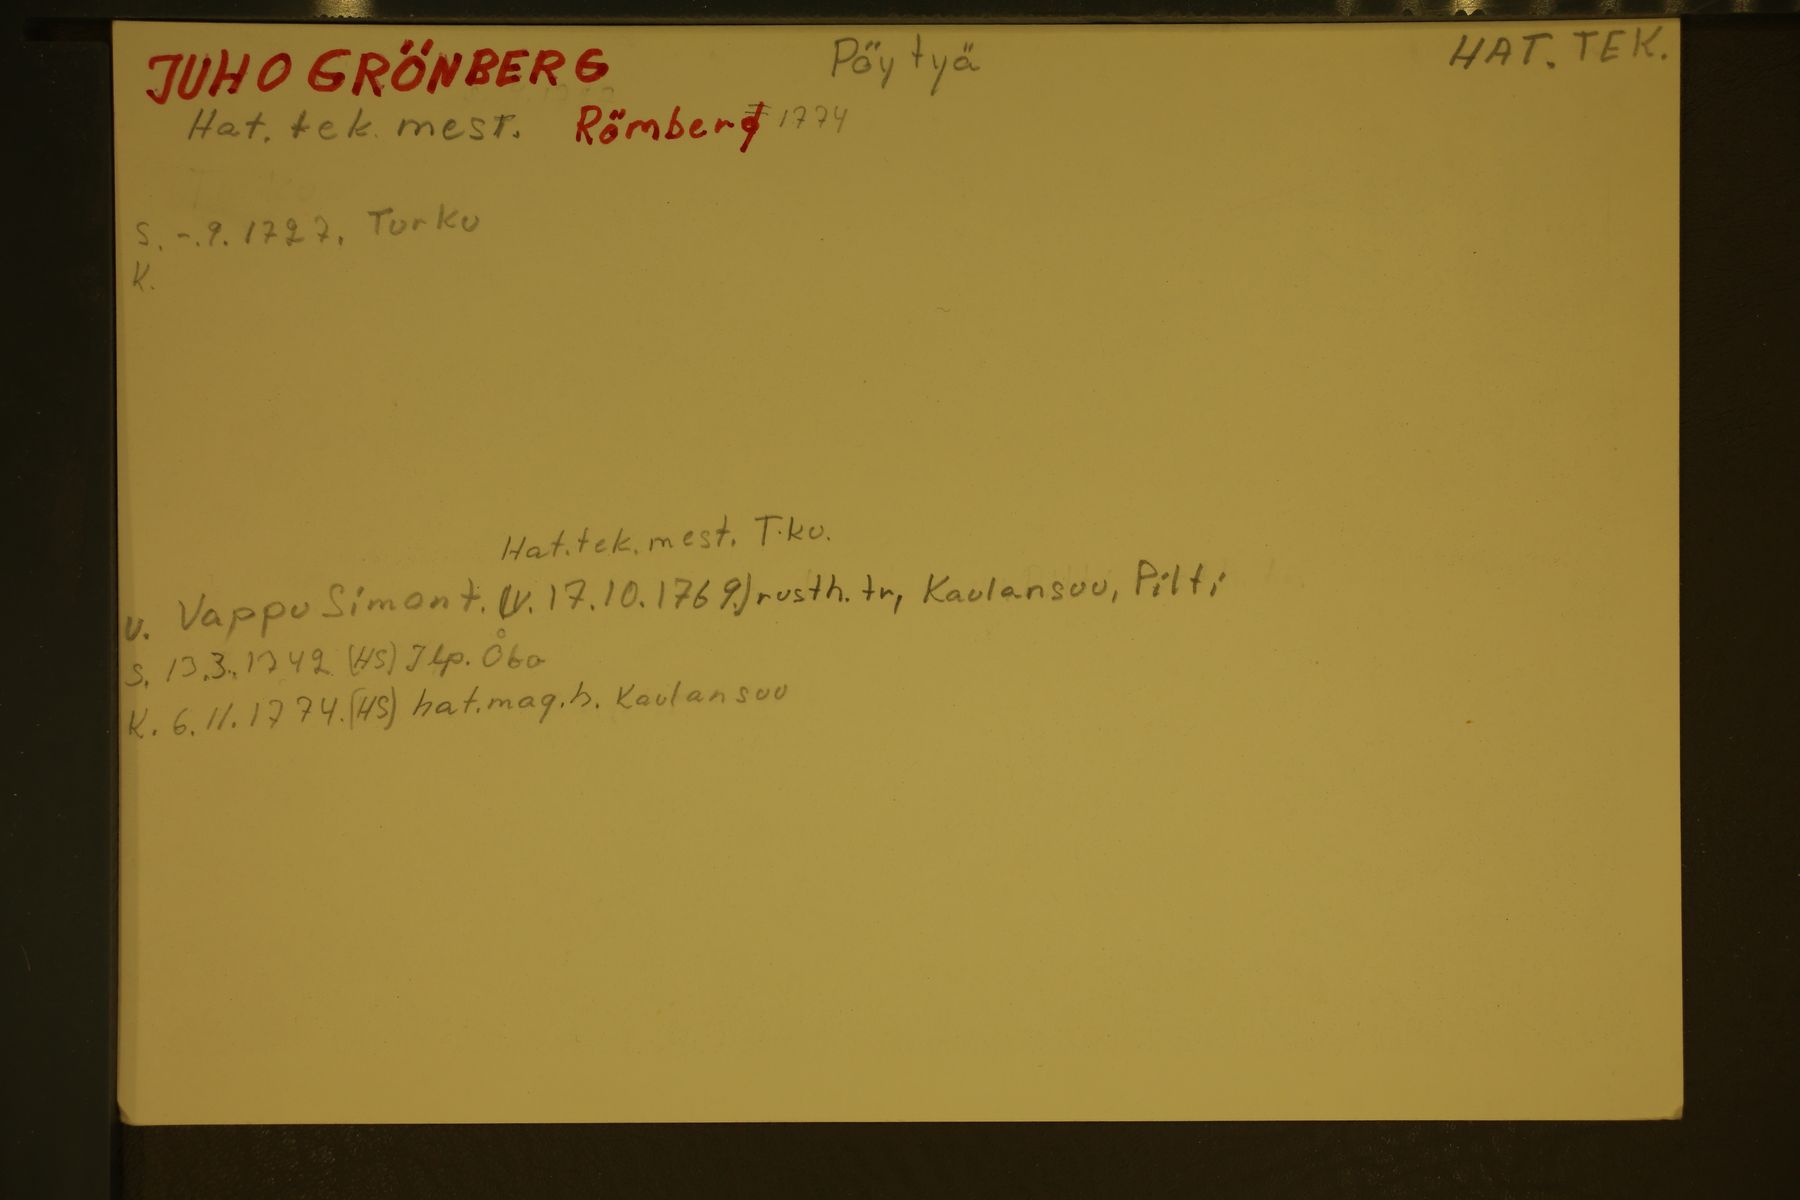 JUHO GRÖNBERG Pöytyä HAT. TEK.
Hat. tek. mest. Römberg 1774
S. -.9. 1727. Turku
K.
Hat.tek.mest. T:ku.
V. Vappu Simont. (V. 17.10.1769.) rusth. tr, Kaulansuu, Pilti
S. 13.3.1742 (HS) Ilp. Åbo
K. 6.11.1774. (HS) hat.mag.h. Kaulansuu